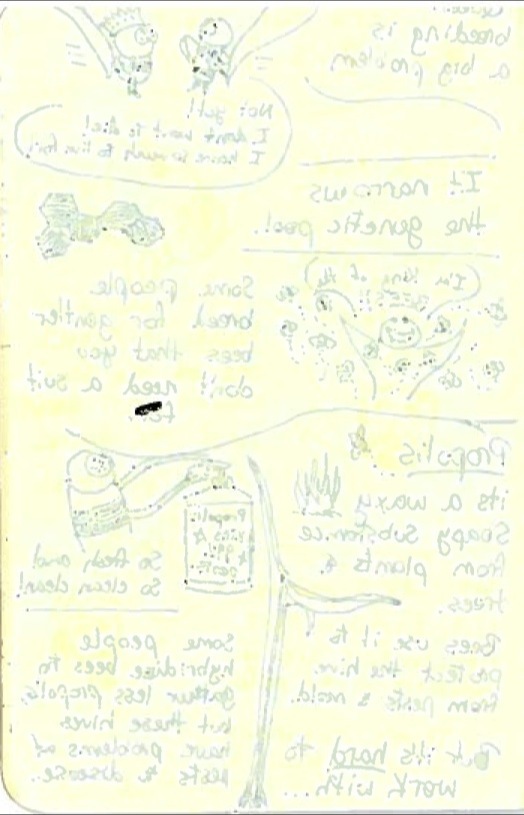 breeding is
a big problem
Not yet!
I don't want to die!
I have so much to live for!
It narrows
the genetic pool.
I'm King of the
BEES!!
Some people
breed for gentler
bees that you
don't need a suit
for.
Propolis
its a waxy
soapy substance
from plants &
trees.
Bees use it to
protect the hive
from pests & mold.
But it's hard to
work with...
Propolis
kills
&
So fresh and
so clean clean!
Some people
hybridize bees to
gather less propolis,
but these hives
have problems w/
pests & disease.